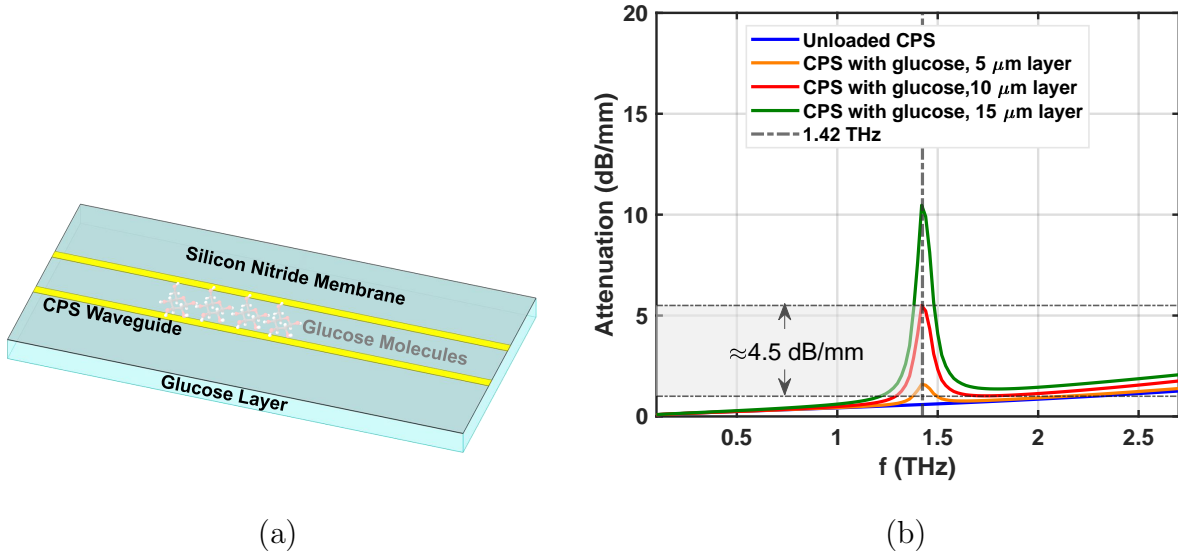 Silicon Nitride Membrane
CPS Waveguide
Glucose Molecules
Glucose Layer
(a)
Attenuation (dB/mm)
20
15
10
5
0
Unloaded CPS
CPS with glucose, 5 μm layer
CPS with glucose,10 μm layer
CPS with glucose, 15 μm layer
1.42 THz
≈4.5 dB/mm
0.5 1 1.5 2 2.5
f (THz)
(b)